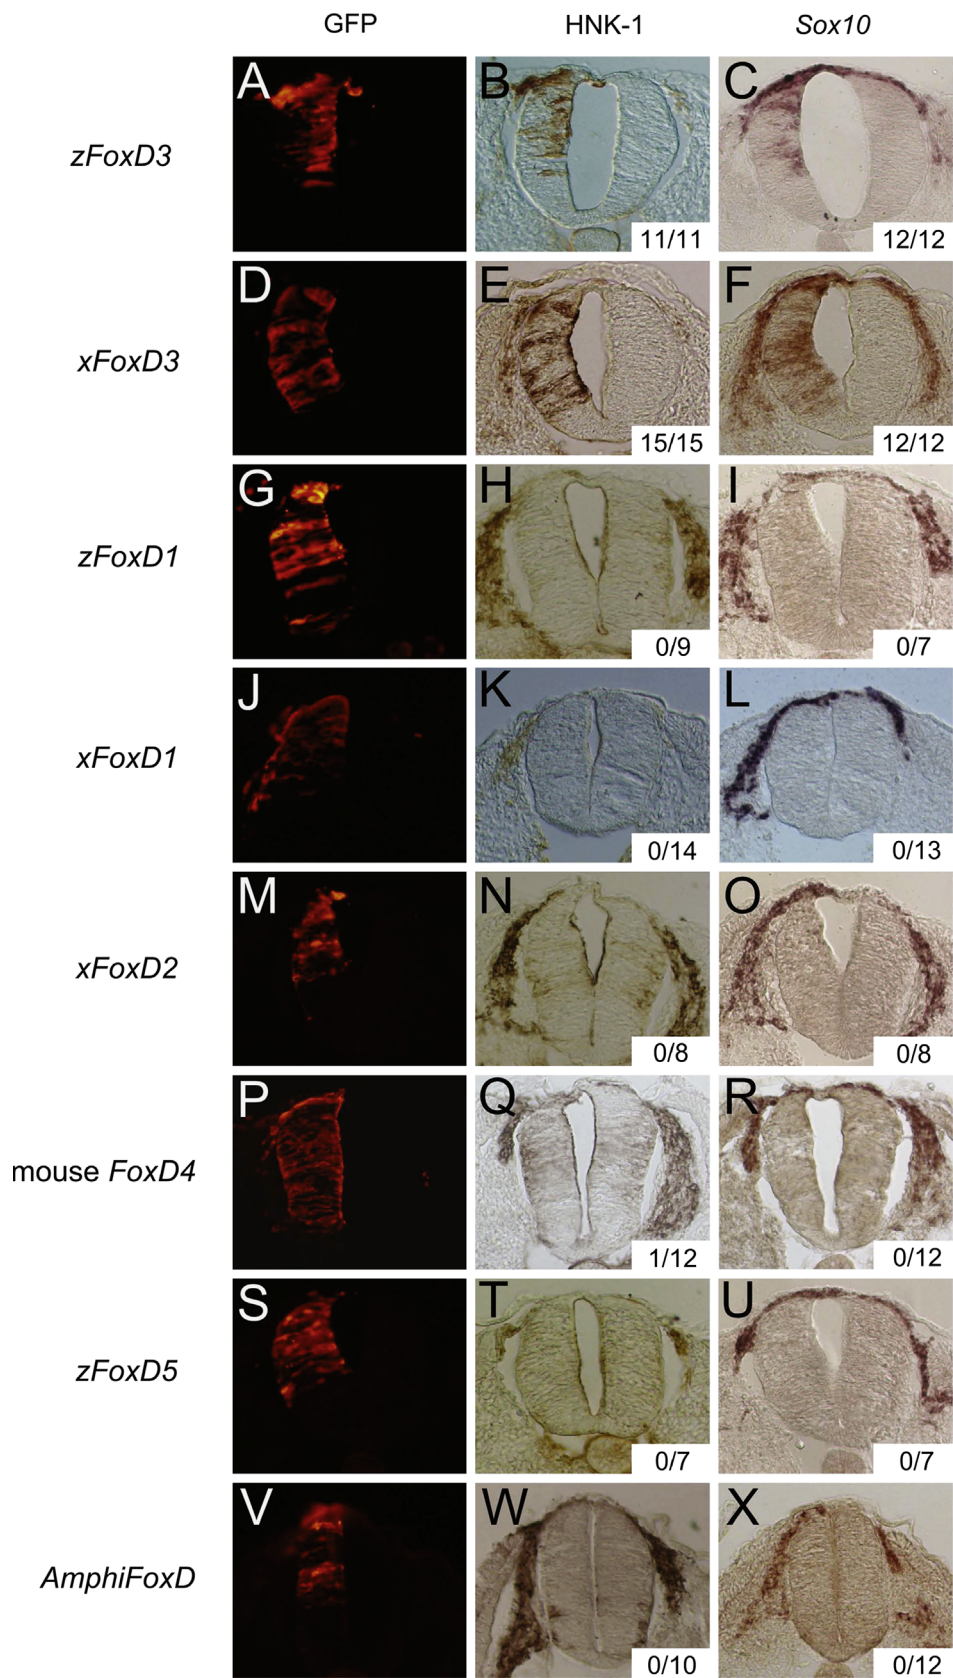 GFP HNK-1 Sox10
zFoxD3 A B C
11/11 12/12
xFoxD3 D E F
15/15 12/12
zFoxD1 G H I
0/9 0/7
xFoxD1 J K L
0/14 0/13
xFoxD2 M N O
0/8 0/8
mouse FoxD4 P Q R
1/12 0/12
zFoxD5 S T U
0/7 0/7
AmphiFoxD V W X
0/10 0/12